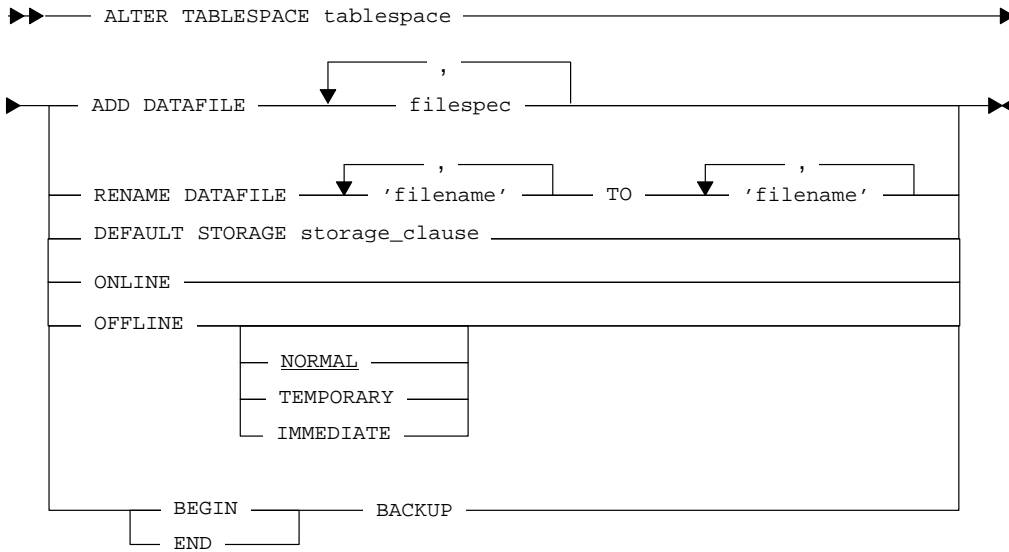 ALTER TABLESPACE tablespace
,
ADD DATAFILE filespec
, ,
RENAME DATAFILE 'filename' TO 'filename'
DEFAULT STORAGE storage_clause
ONLINE
OFFLINE
NORMAL
TEMPORARY
IMMEDIATE
BEGIN BACKUP
END